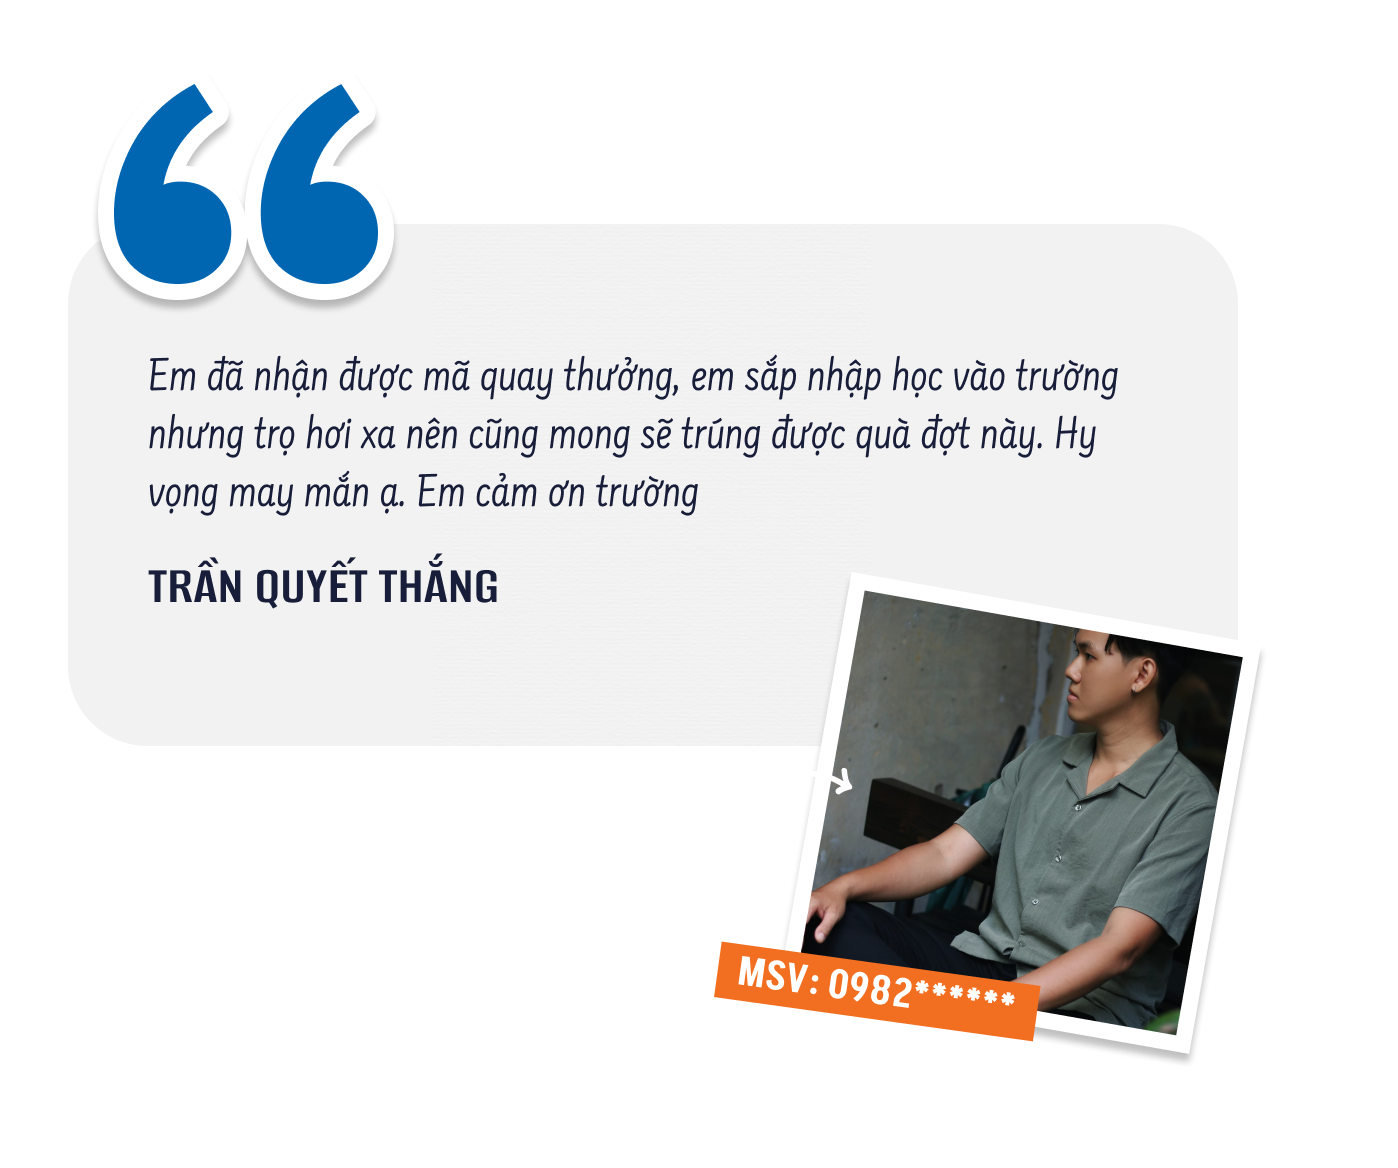 Em đã nhận được mã quay thưởng, em sắp nhập học vào trường
nhưng trọ hơi xa nên cũng mong sẽ trúng được quà đợt này. Hy
vọng may mắn ạ. Em cảm ơn trường
TRẦN QUYẾT THẮNG
MSV: 0982******